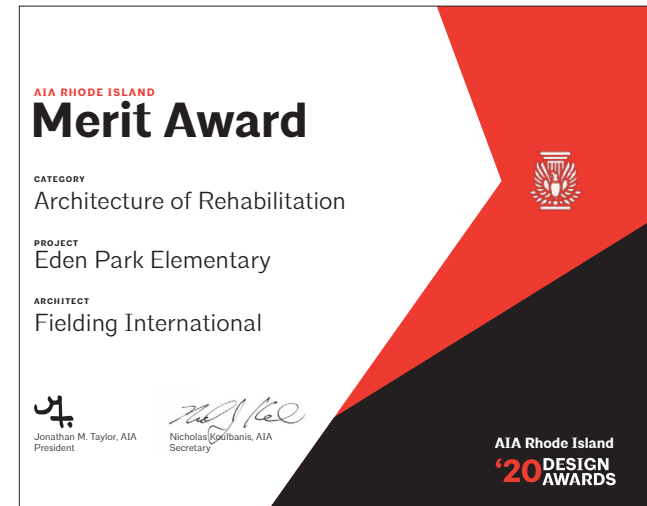 AIA RHODE ISLAND
Merit Award
CATEGORY
Architecture of Rehabilitation
PROJECT
Eden Park Elementary
ARCHITECT
Fielding International
Jonathan M. Taylor, AIA
President
Nicholas Koulbanis, AIA
Secretary
AIA Rhode Island
‘20 DESIGN
AWARDS